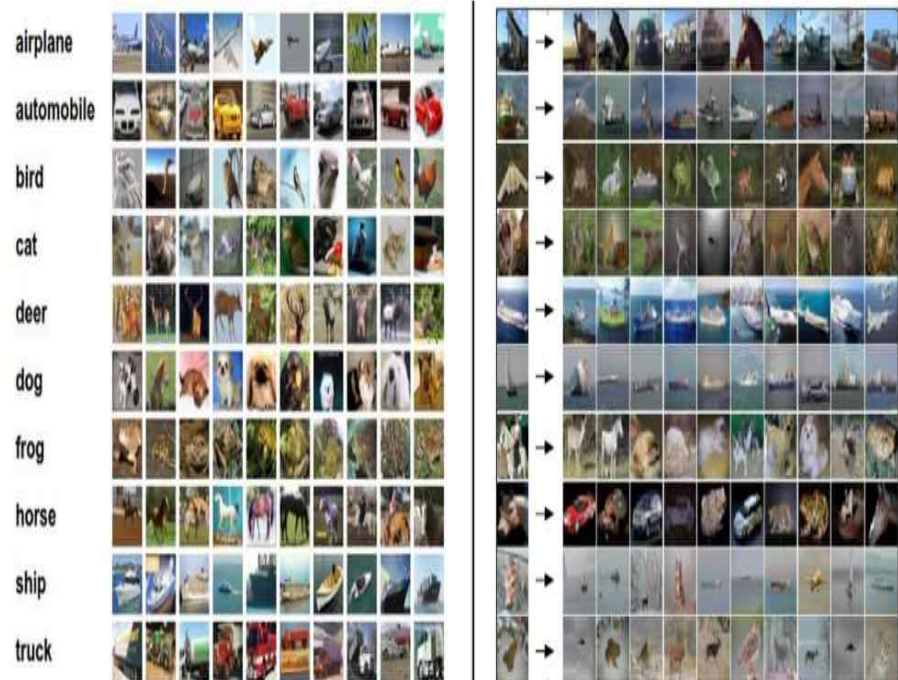 airplane
automobile
bird
cat
deer
dog
frog
horse
ship
truck